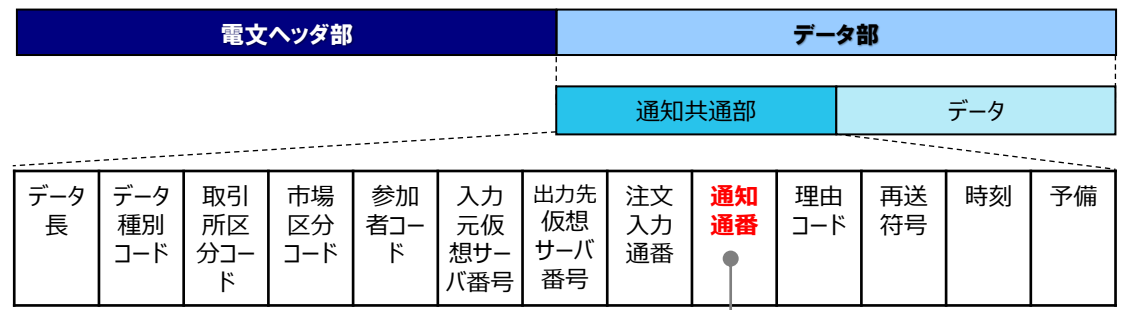 電文ヘッダ部
データ部
通知共通部
データ
データ
長
データ
種別
コード
取引
所区
分コー
ド
市場
区分
コード
参加
者コー
ド
入力
元仮
想サー
バ番号
出力先
仮想
サーバ
番号
注文
入力
通番
通知
通番
理由
コード
再送
符号
時刻
予備